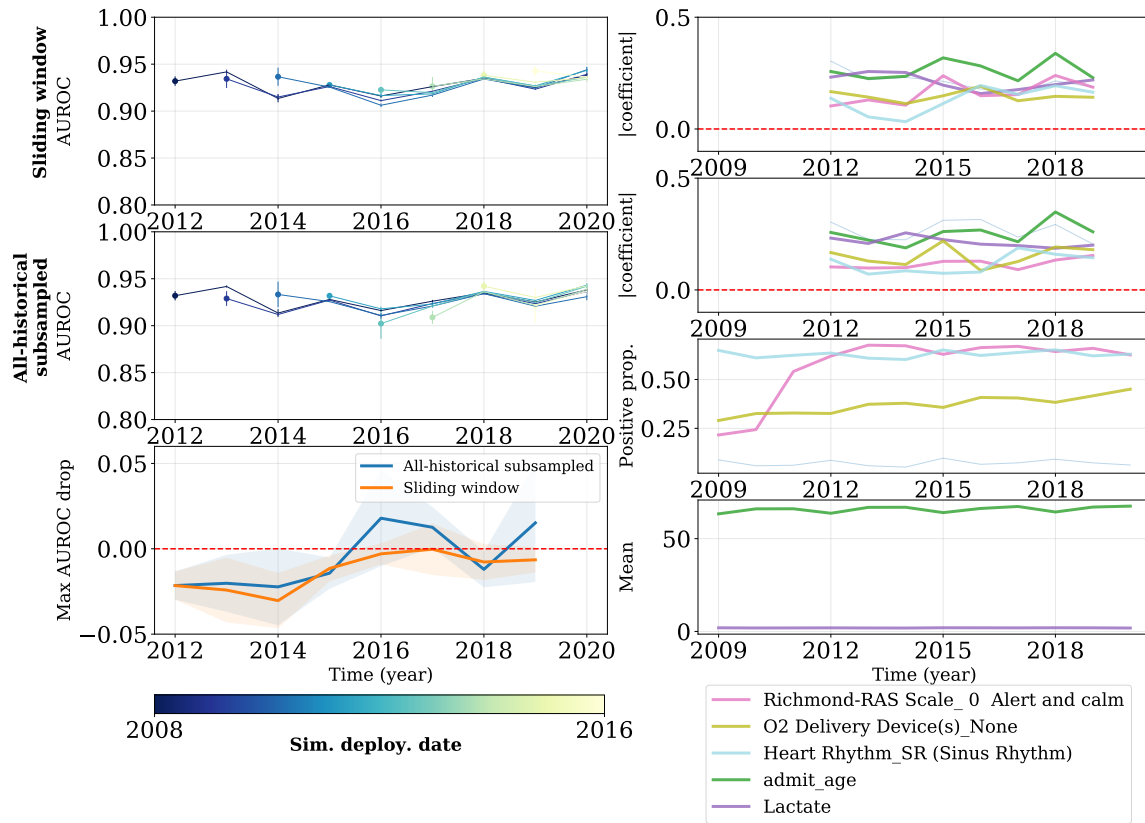 Sliding window
AUROC
1.00
0.95
0.90
0.85
0.80
2012
2014
2016
2018
2020
All-historical
subsampled
AUROC
1.00
0.95
0.90
0.85
0.80
2012
2014
2016
2018
2020
Max AUROC drop
0.05
0.00
−0.05
All-historical subsampled
Sliding window
2012
2014
2016
2018
2020
Time (year)
2008
2016
Sim. deploy. date
|coefficient|
0.5
0.0
2009
2012
2015
2018
|coefficient|
0.5
0.0
2009
2012
2015
2018
Positive prop.
0.50
0.25
2009
2012
2015
2018
Mean
50
0
2009
2012
2015
2018
Time (year)
Richmond-RAS Scale_ 0  Alert and calm
O2 Delivery Device(s)_None
Heart Rhythm_SR (Sinus Rhythm)
admit_age
Lactate